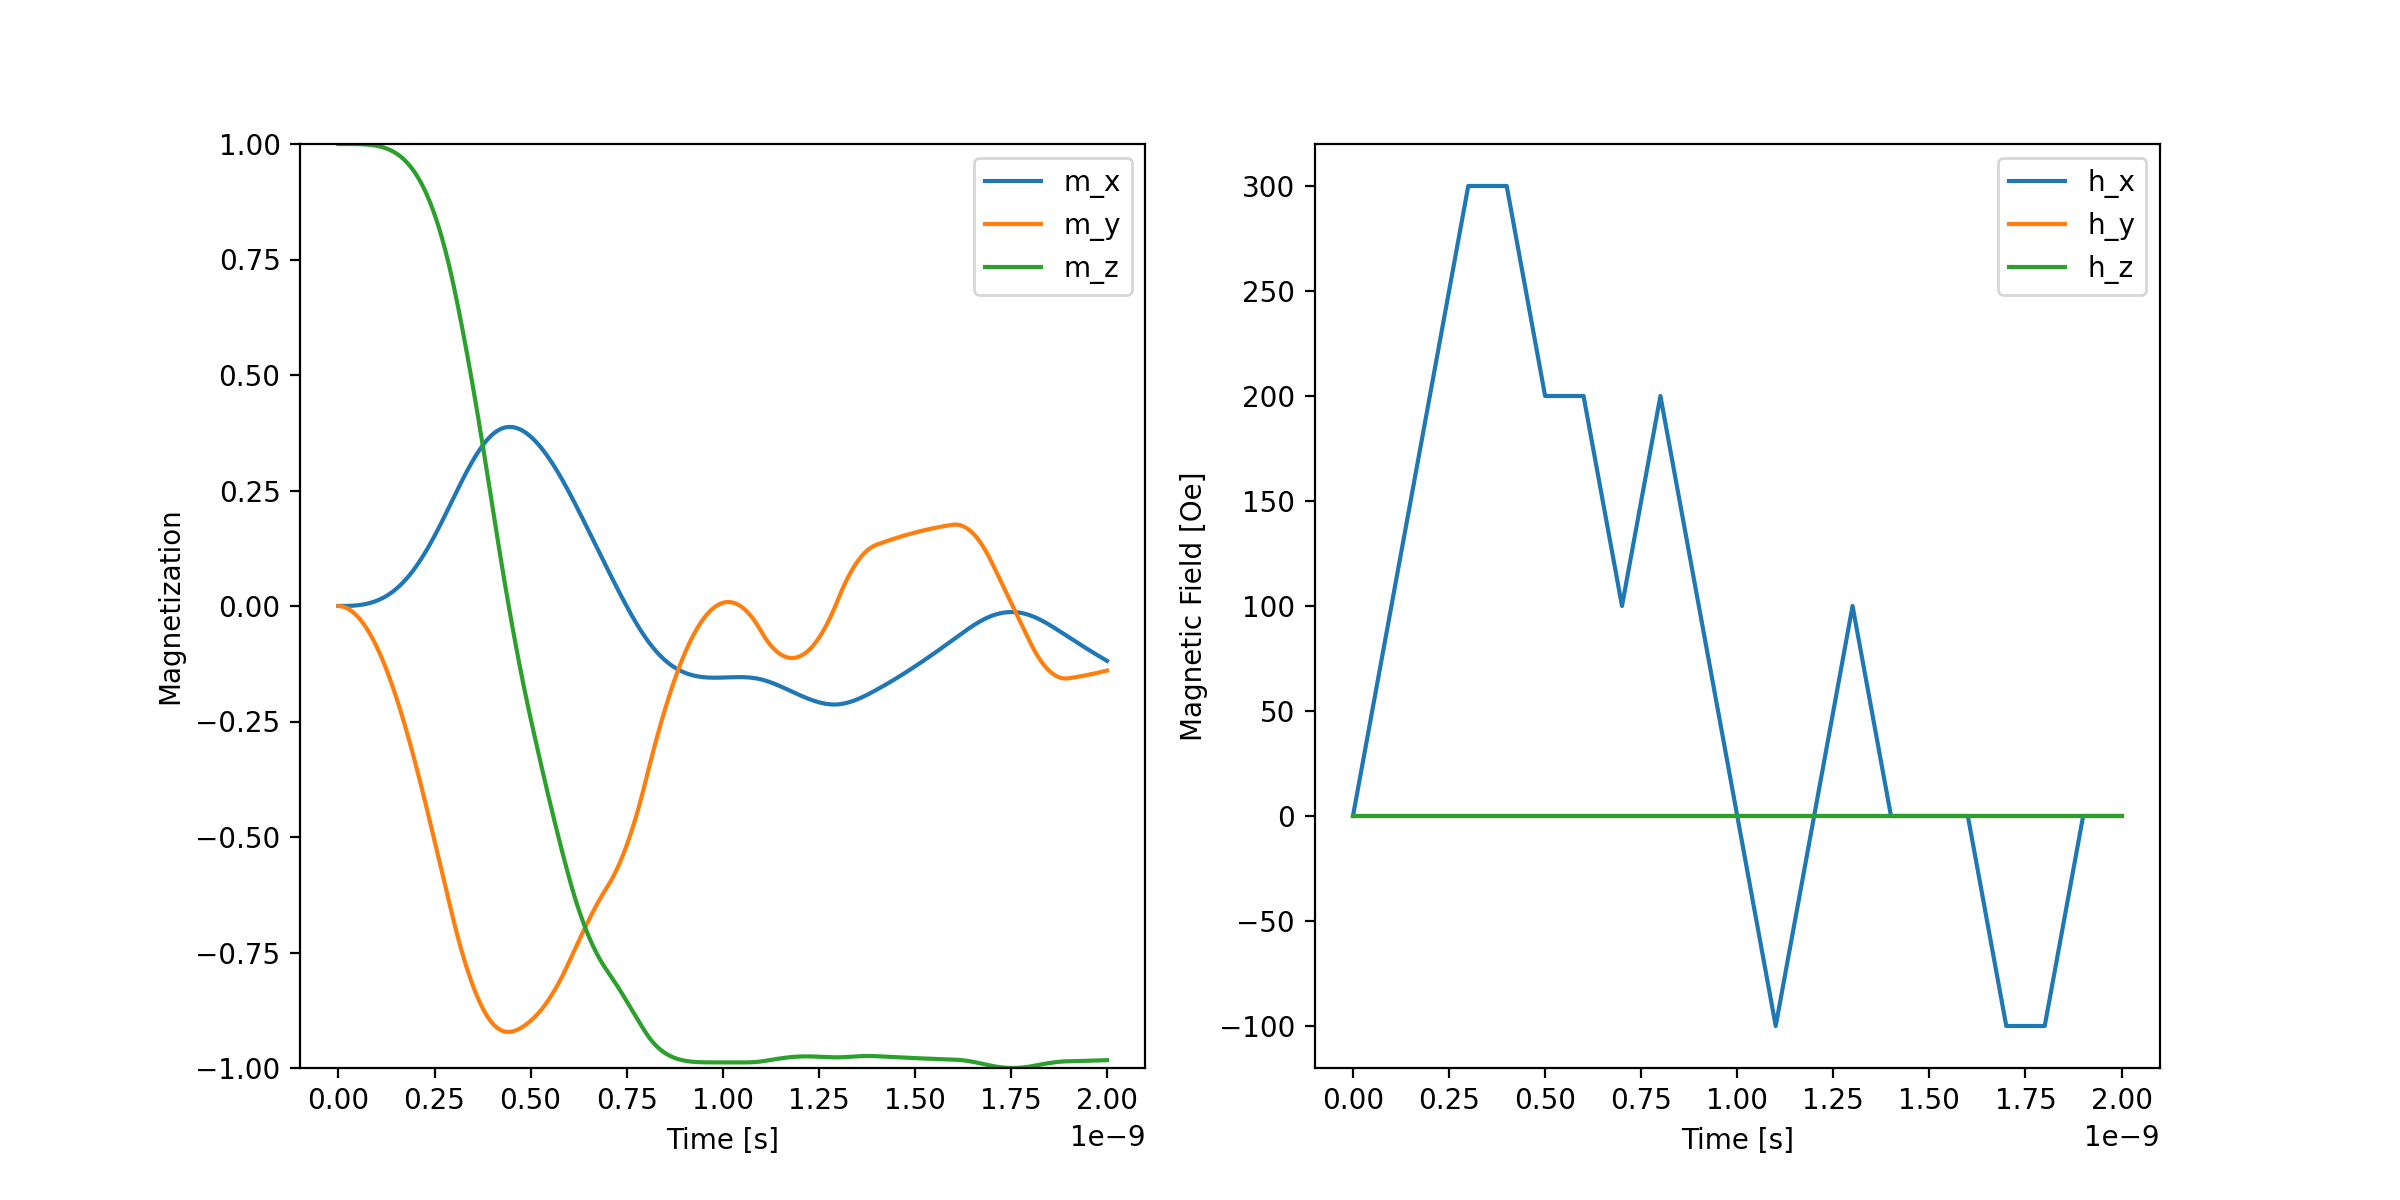 Magnetization
1.00
0.75
0.50
0.25
0.00
−0.25
−0.50
−0.75
−1.00
m_x
m_y
m_z
0.00 0.25 0.50 0.75 1.00 1.25 1.50 1.75 2.00
Time [s]
1e−9
Magnetic Field [Oe]
300
250
200
150
100
50
0
−50
−100
h_x
h_y
h_z
0.00 0.25 0.50 0.75 1.00 1.25 1.50 1.75 2.00
Time [s]
1e−9